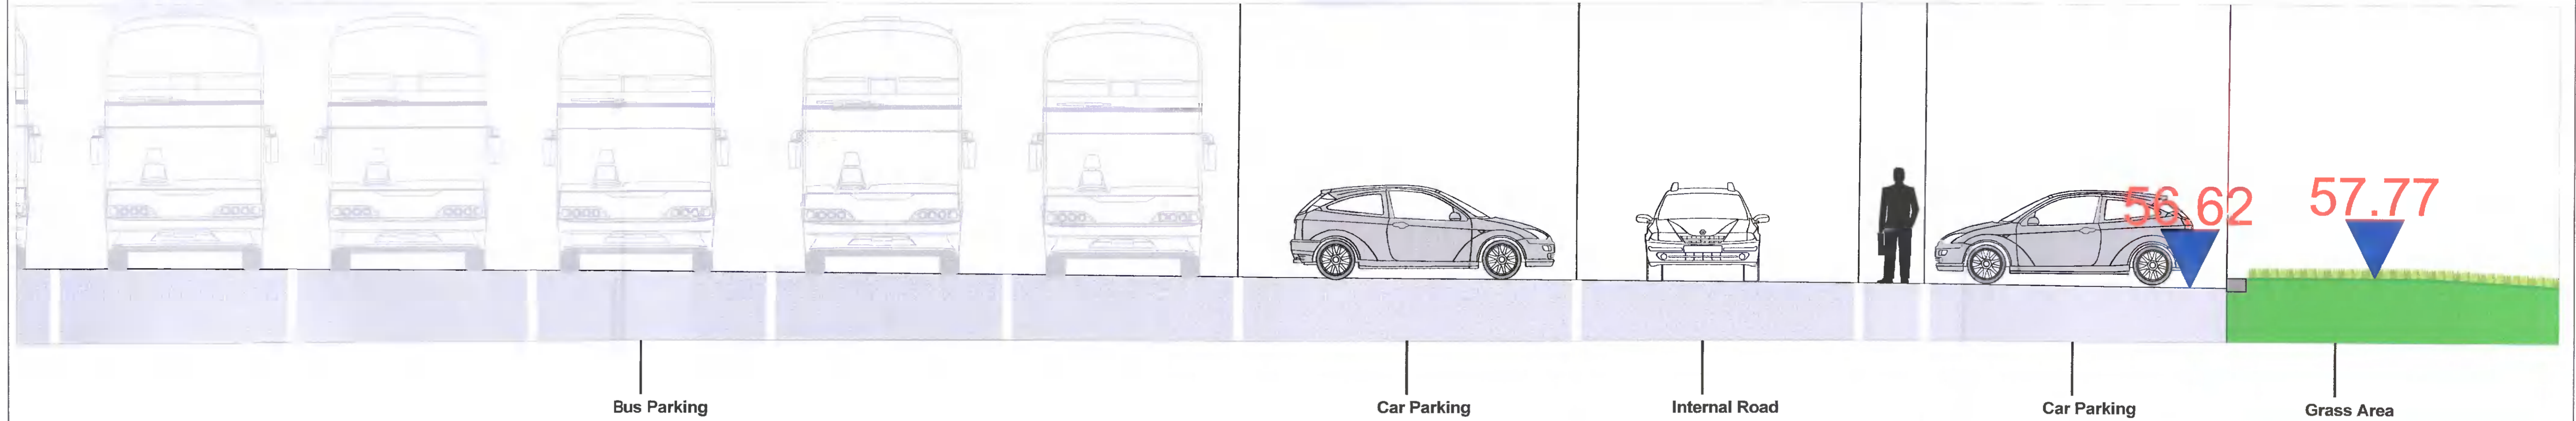 56.62
57.77
Bus Parking
Car Parking
Internal Road
Car Parking
Grass Area